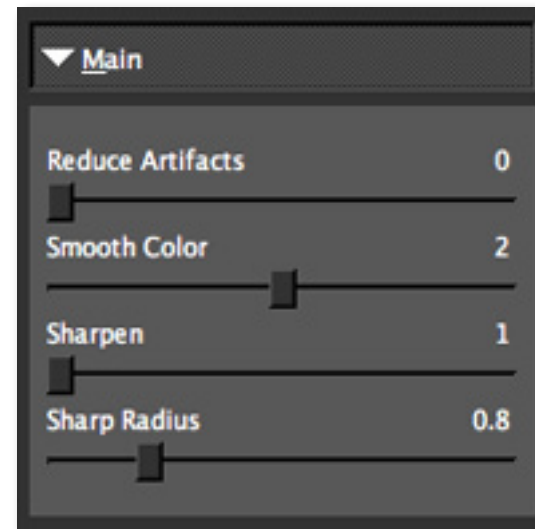 Main
Reduce Artifacts 0
Smooth Color 2
Sharpen 1
Sharp Radius 0.8